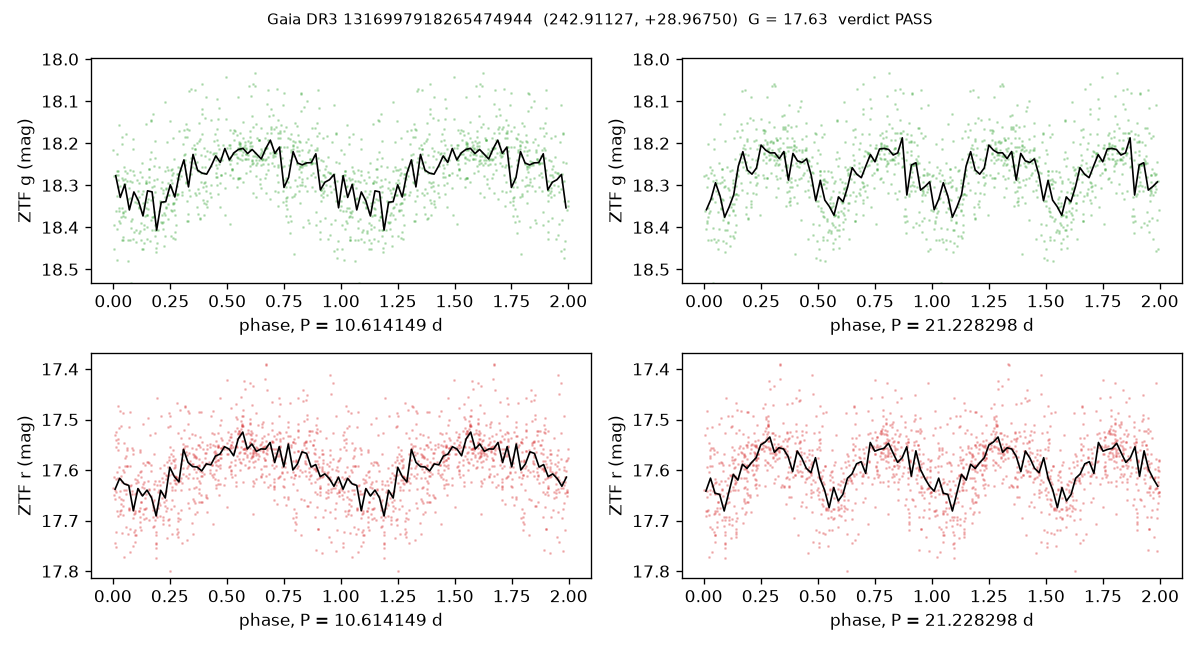 Gaia DR3 1316997918265474944  (242.91127, +28.96750)  G = 17.63  verdict PASS
ZTF g (mag)
18.0
18.1
18.2
18.3
18.4
18.5
0.00 0.25 0.50 0.75 1.00 1.25 1.50 1.75 2.00
phase, P = 10.614149 d
ZTF g (mag)
18.0
18.1
18.2
18.3
18.4
18.5
0.00 0.25 0.50 0.75 1.00 1.25 1.50 1.75 2.00
phase, P = 21.228298 d
ZTF r (mag)
17.4
17.5
17.6
17.7
17.8
0.00 0.25 0.50 0.75 1.00 1.25 1.50 1.75 2.00
phase, P = 10.614149 d
ZTF r (mag)
17.4
17.5
17.6
17.7
17.8
0.00 0.25 0.50 0.75 1.00 1.25 1.50 1.75 2.00
phase, P = 21.228298 d